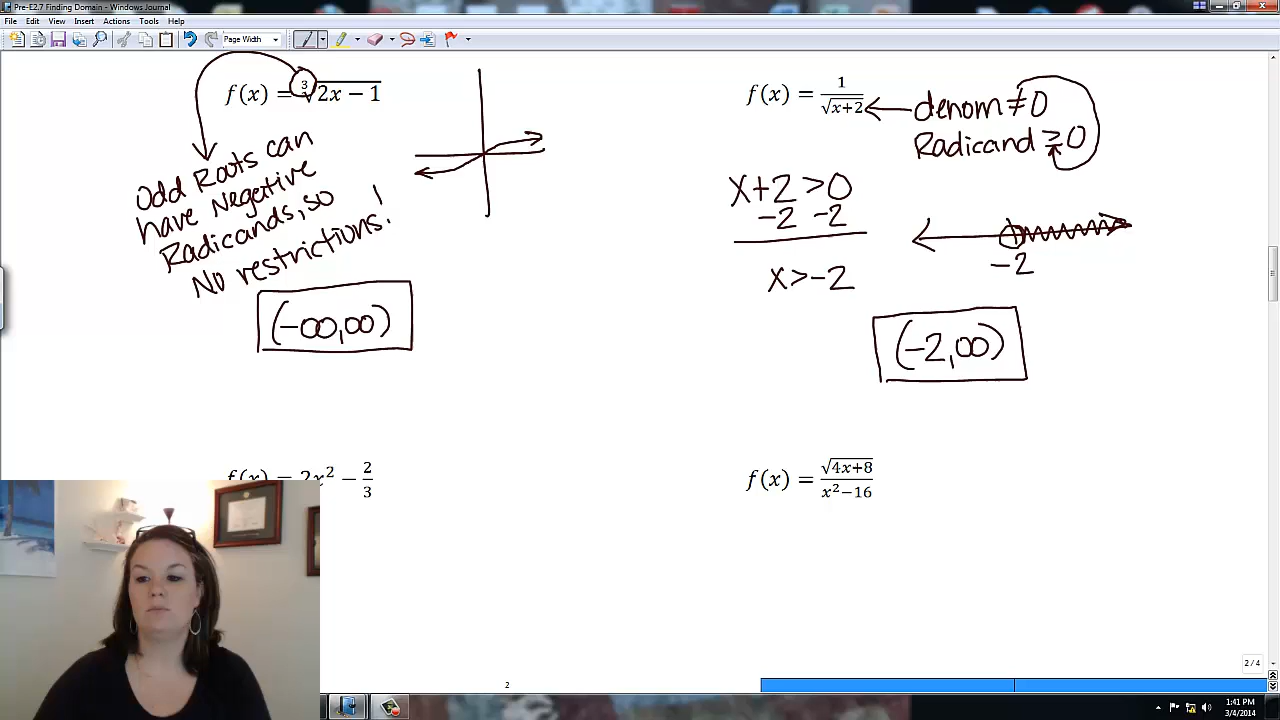 Pre-E2.7 Finding Domain - Windows Journal
File Edit View Insert Actions Tools Help
Page Width
f(x) = ∛(2x − 1)
Odd Roots can
have Negative
Radicands, so
No restrictions!
(-∞,∞)
f(x) = 1/√(x+2)
denom ≠ 0
Radicand ≥ 0
x+2 > 0
-2 -2
x > -2
-2
(-2,∞)
f(x) = 2x² − 2/3
f(x) = √(4x+8)/(x²−16)
2
2 / 4
1:41 PM
3/4/2014